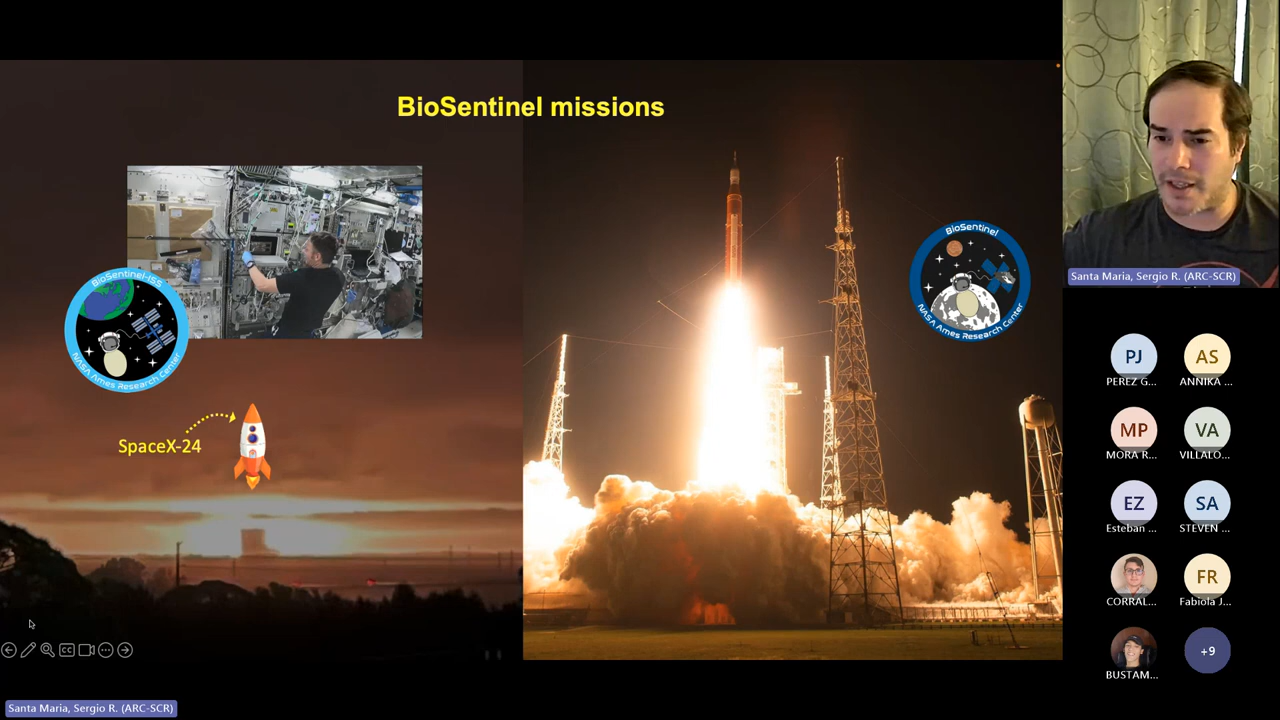 BioSentinel missions
BioSentinel-ISS
NASA Ames Research Center
SpaceX-24
BioSentinel
NASA Ames Research Center
Santa Maria, Sergio R. (ARC-SCR)
PJ
PEREZ G...
AS
ANNIKA ...
MP
MORA R...
VA
VILLALO...
EZ
Esteban ...
SA
STEVEN ...
CORRAL...
FR
Fabiola J...
BUSTAM...
+9
CC
Santa Maria, Sergio R. (ARC-SCR)